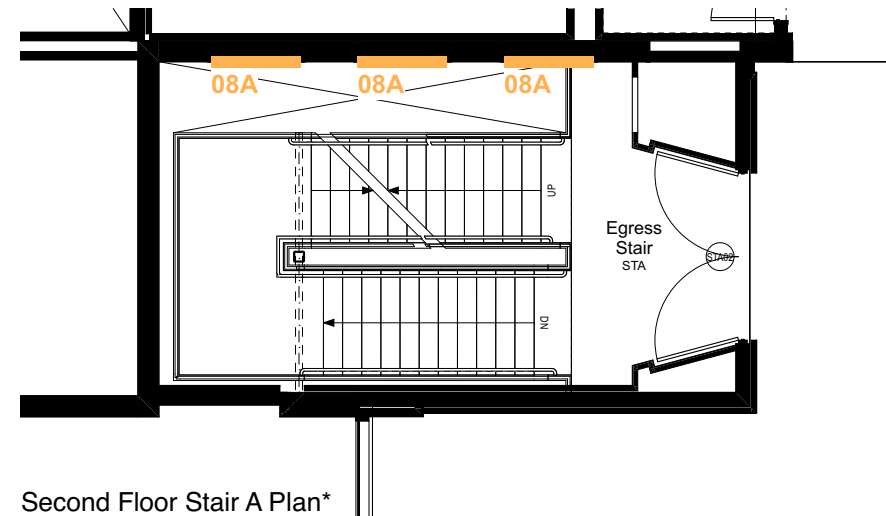 08A
08A
08A
UP
Egress
Stair
STA
STA02
DN
Second Floor Stair A Plan*